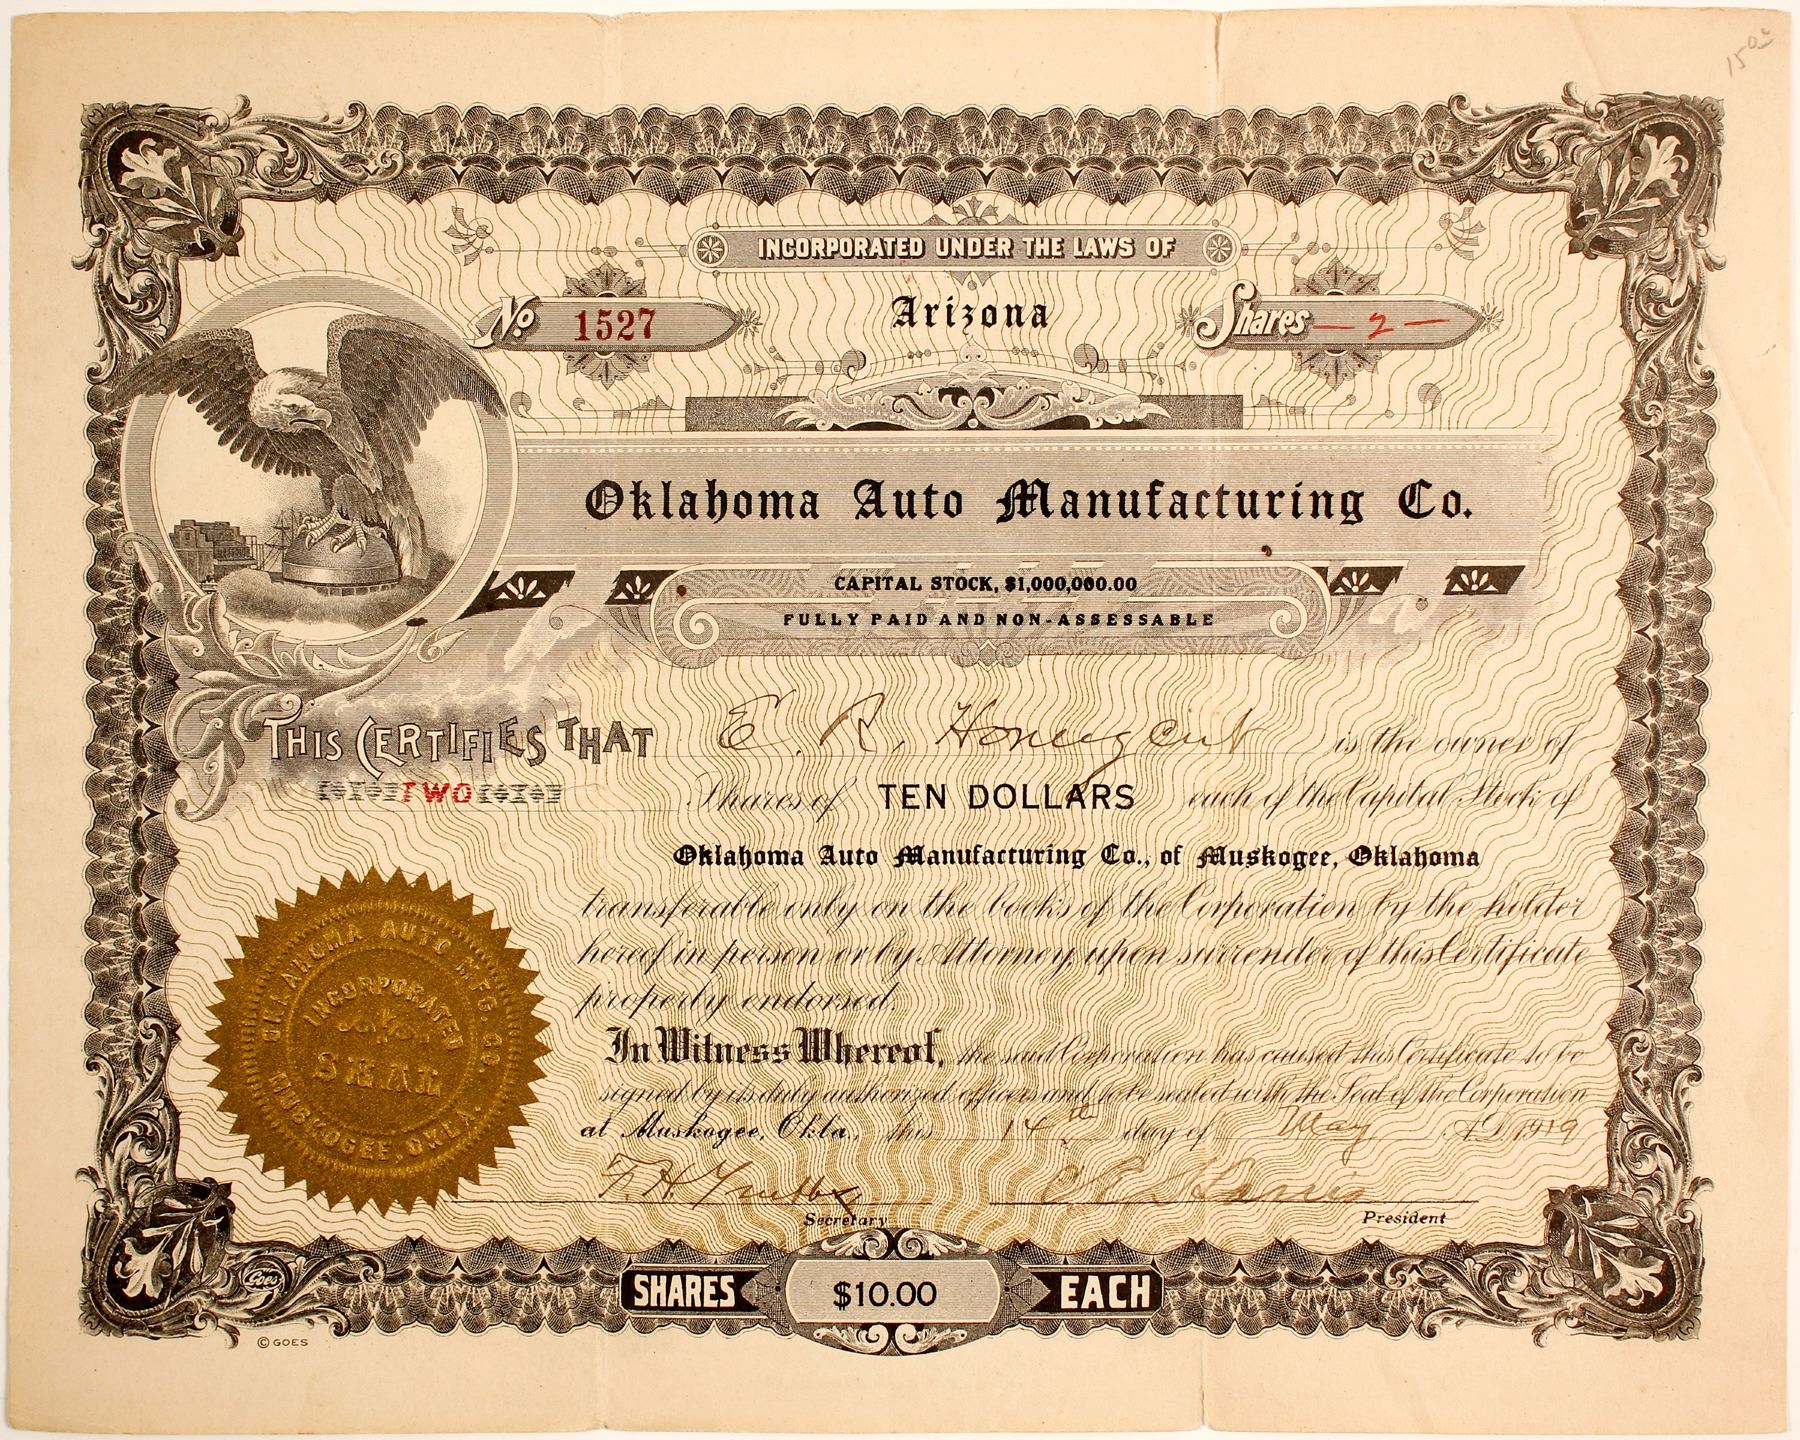 15.00
INCORPORATED UNDER THE LAWS OF
No 1527 Arizona Shares — 2 —
Oklahoma Auto Manufacturing Co.
CAPITAL STOCK, $1,000,000.00
FULLY PAID AND NON-ASSESSABLE
THIS CERTIFIES THAT E. R. is the owner of
TWO Shares of TEN DOLLARS each of the Capital Stock of
Oklahoma Auto Manufacturing Co., of Muskogee, Oklahoma
transferable only on the books of the Corporation by the holder
hereof in person or by Attorney upon surrender of this Certificate
properly endorsed.
In Witness Whereof, the said Corporation has caused this Certificate to be
signed by its duly authorized officers and to be sealed with the Seal of the Corporation
at Muskogee, Okla., this 14th day of May A.D. 1919
OKLAHOMA AUTO MFG. CO.
INCORPORATED
SEAL
MUSKOGEE, OKLA.
F. H.
Secretary President
SHARES $10.00 EACH
Goes
© GOES